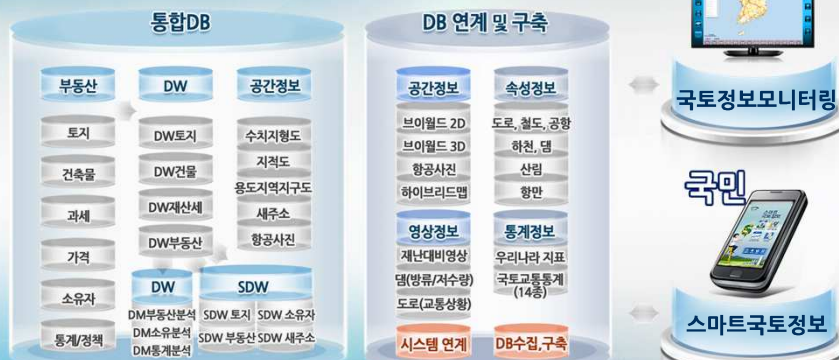 통합DB
부동산
토지
건축물
과세
가격
소유자
통계/정책
DW
DW토지
DW건물
DW재산세
DW부동산
공간정보
수치지형도
지적도
용도지역지구도
새주소
항공사진
DW
DM부동산분석
DM소유분석
DM통계분석
SDW
SDW 토지
SDW 소유자
SDW 부동산
SDW 새주소
DB 연계 및 구축
공간정보
브이월드 2D
브이월드 3D
항공사진
하이브리드맵
속성정보
도로, 철도, 공항
하천, 댐
산림
항만
영상정보
재난대비영상
댐(방류/저수량)
도로(교통상황)
통계정보
우리나라 지표
국토교통통계
(14종)
시스템 연계
DB수집,구축
국토정보모니터링
국민
스마트국토정보